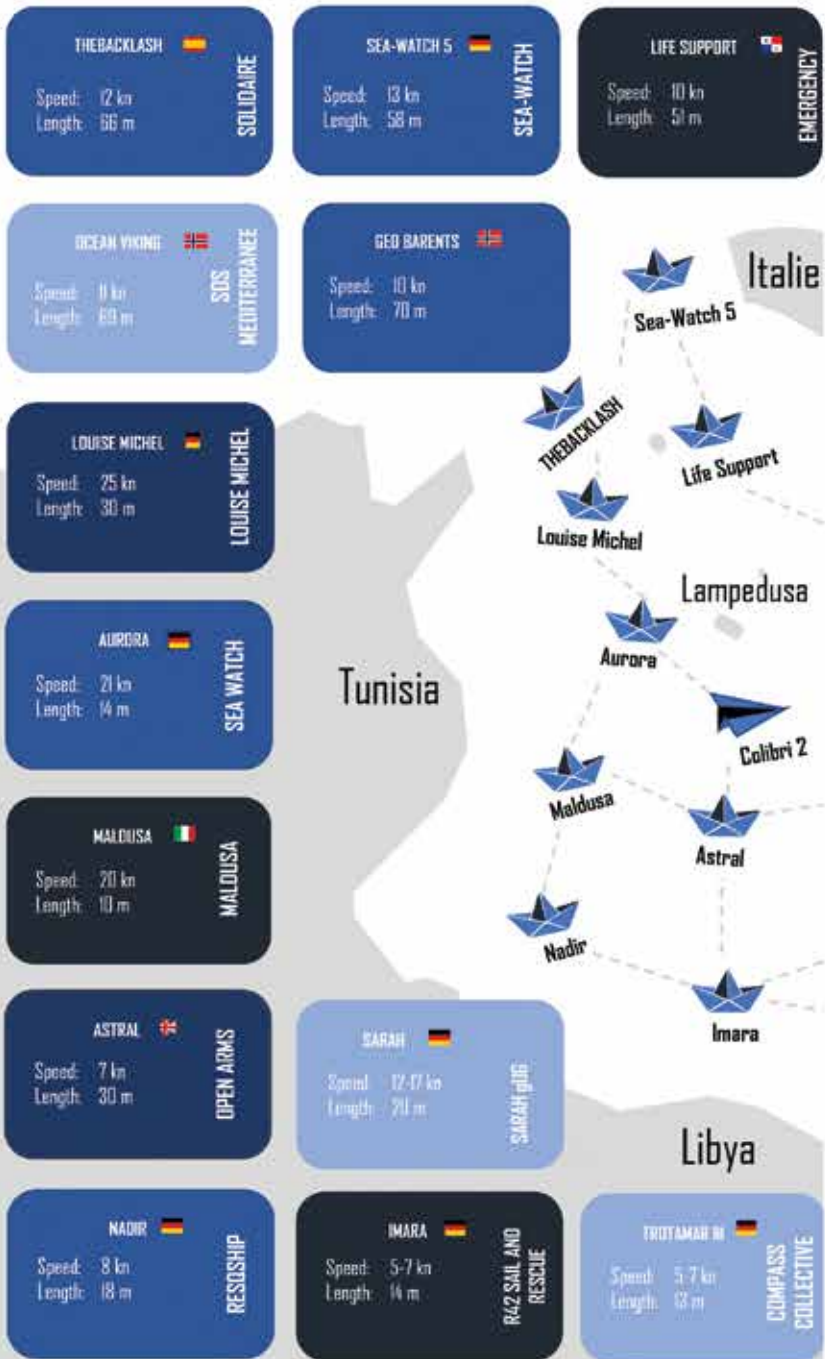 THEBACKLASH
Speed: 12 kn
Length: 66 m
SOLIDAIRE
SEA-WATCH 5
Speed: 13 kn
Length: 58 m
SEA-WATCH
LIFE SUPPORT
Speed: 10 kn
Length: 51 m
EMERGENCY
OCEAN VIKING
Speed: 11 kn
Length: 69 m
SOS
MEDITERRANEE
GEO BARENTS
Speed: 10 kn
Length: 70 m
Italie
Sea-Watch 5
THEBACKLASH
Life Support
Louise Michel
LOUISE MICHEL
Speed: 25 kn
Length: 30 m
LOUISE MICHEL
Lampedusa
Aurora
AURORA
Speed: 21 kn
Length: 14 m
SEA WATCH
Tunisia
Colibri 2
Maldusa
Astral
MALDUSA
Speed: 20 kn
Length: 10 m
MALDUSA
Nadir
Imara
ASTRAL
Speed: 7 kn
Length: 30 m
OPEN ARMS
SARAH
Speed: 12-17 kn
Length: 20 m
SARAH gUG
Libya
NADIR
Speed: 8 kn
Length: 18 m
RESQSHIP
IMARA
Speed: 5-7 kn
Length: 14 m
R42 SAIL AND
RESCUE
TROTAMAR III
Speed: 5-7 kn
Length: 13 m
COMPASS
COLLECTIVE